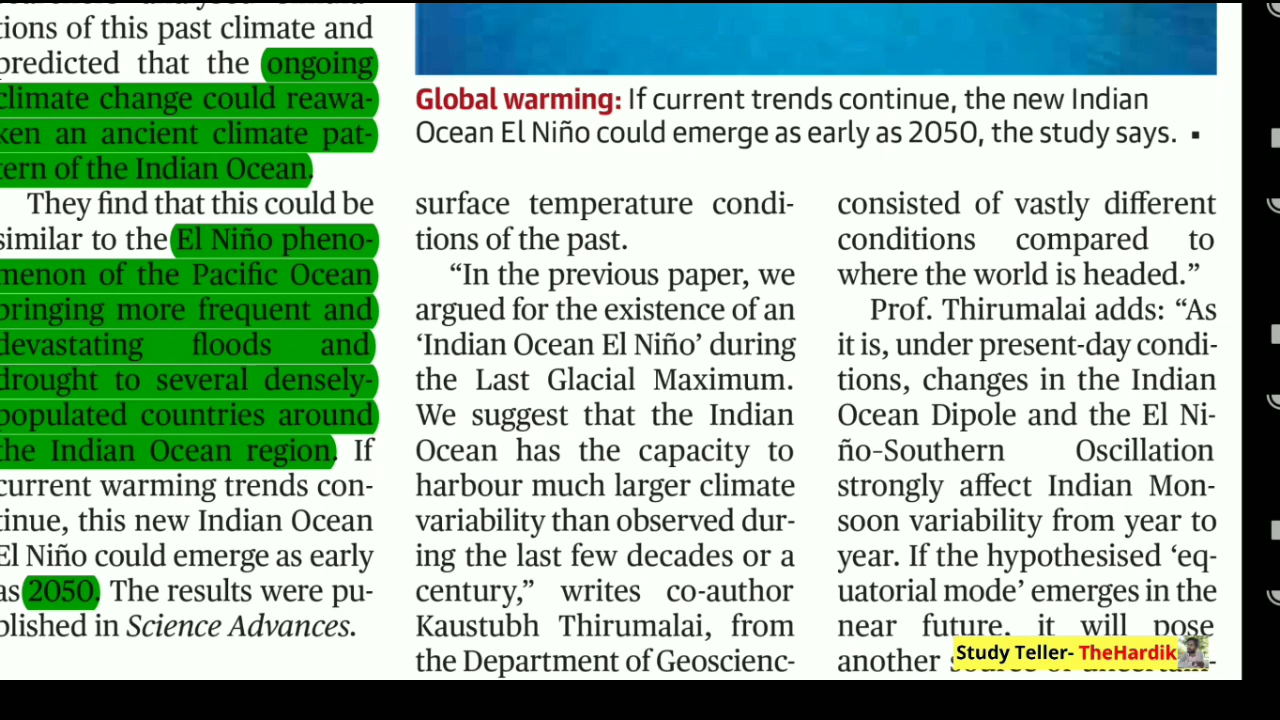 tions of this past climate and
predicted that the ongoing
climate change could reawa-
ken an ancient climate pat-
tern of the Indian Ocean.
They find that this could be
similar to the El Niño pheno-
menon of the Pacific Ocean
bringing more frequent and
devastating floods and
drought to several densely-
populated countries around
the Indian Ocean region. If
current warming trends con-
tinue, this new Indian Ocean
El Niño could emerge as early
as 2050. The results were pu-
blished in Science Advances.
Global warming: If current trends continue, the new Indian
Ocean El Niño could emerge as early as 2050, the study says. ▪
surface temperature condi-
tions of the past.
“In the previous paper, we
argued for the existence of an
‘Indian Ocean El Niño’ during
the Last Glacial Maximum.
We suggest that the Indian
Ocean has the capacity to
harbour much larger climate
variability than observed dur-
ing the last few decades or a
century,” writes co-author
Kaustubh Thirumalai, from
the Department of Geoscienc-
consisted of vastly different
conditions compared to
where the world is headed.”
Prof. Thirumalai adds: “As
it is, under present-day condi-
tions, changes in the Indian
Ocean Dipole and the El Ni-
ño-Southern Oscillation
strongly affect Indian Mon-
soon variability from year to
year. If the hypothesised ‘eq-
uatorial mode’ emerges in the
near future, it will pose
another
Study Teller- TheHardik